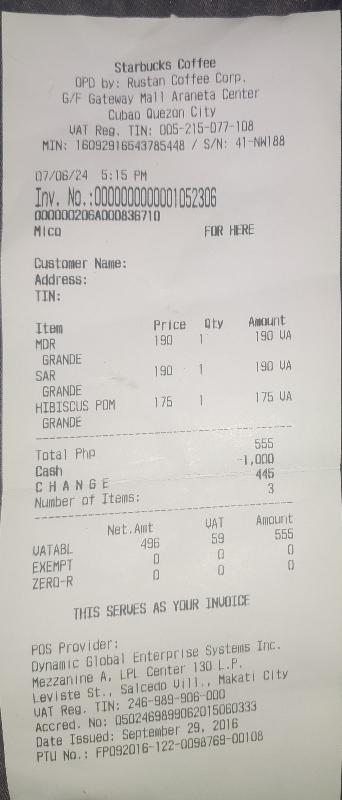 Starbucks Coffee
OPD by: Rustan Coffee Corp.
G/F Gateway Mall Araneta Center
Cubao Quezon City
VAT Reg. TIN: 005-215-077-108
MIN: 16092916543785448 / S/N: 41-NW188
07/06/24 5:15 PM
Inv. No.:0000000000001052306
000000206A000836710
Mico FOR HERE
Customer Name:
Address:
TIN:
Item Price Qty Amount
MDR 190 1 190 VA
GRANDE
SAR 190 1 190 VA
GRANDE
HIBISCUS POM 175 1 175 VA
GRANDE
Total Php 555
Cash -1,000
C H A N G E 445
Number of Items: 3
Net.Amt VAT Amount
VATABL 496 59 555
EXEMPT 0 0 0
ZERO-R 0 0 0
THIS SERVES AS YOUR INVOICE
POS Provider:
Dynamic Global Enterprise Systems Inc.
Mezzanine A, LPL Center 130 L.P.
Leviste St., Salcedo Vill., Makati City
VAT Reg. TIN: 246-989-906-000
Accred. No: 0502469899062015060333
Date Issued: September 29, 2016
PTU No.: FP092016-122-0098769-00108